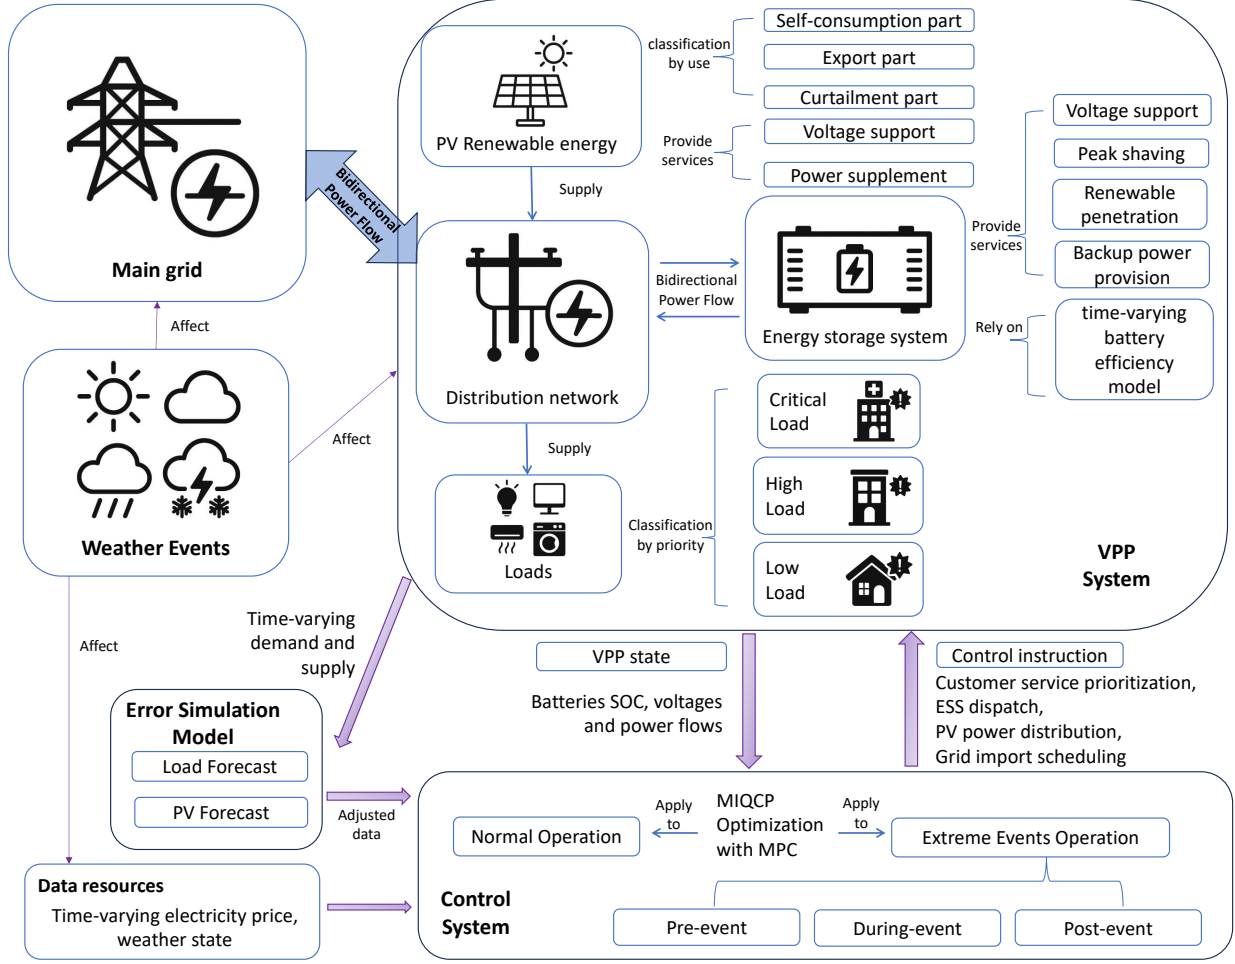 Main grid
Bidirectional
Power Flow
Affect
Weather Events
Affect
Affect
PV Renewable energy
classification
by use
Self-consumption part
Export part
Curtailment part
Provide
services
Voltage support
Power supplement
Supply
Distribution network
Bidirectional
Power Flow
Energy storage system
Provide
services
Voltage support
Peak shaving
Renewable
penetration
Backup power
provision
Rely on
time-varying
battery
efficiency
model
Supply
Loads
Classification
by priority
Critical
Load
High
Load
Low
Load
VPP
System
Time-varying
demand and
supply
VPP state
Batteries SOC, voltages
and power flows
Control instruction
Customer service prioritization,
ESS dispatch,
PV power distribution,
Grid import scheduling
Error Simulation
Model
Load Forecast
PV Forecast
Adjusted
data
Data resources
Time-varying electricity price,
weather state
Control
System
Normal Operation
Apply
to
MIQCP
Optimization
with MPC
Apply
to
Extreme Events Operation
Pre-event
During-event
Post-event